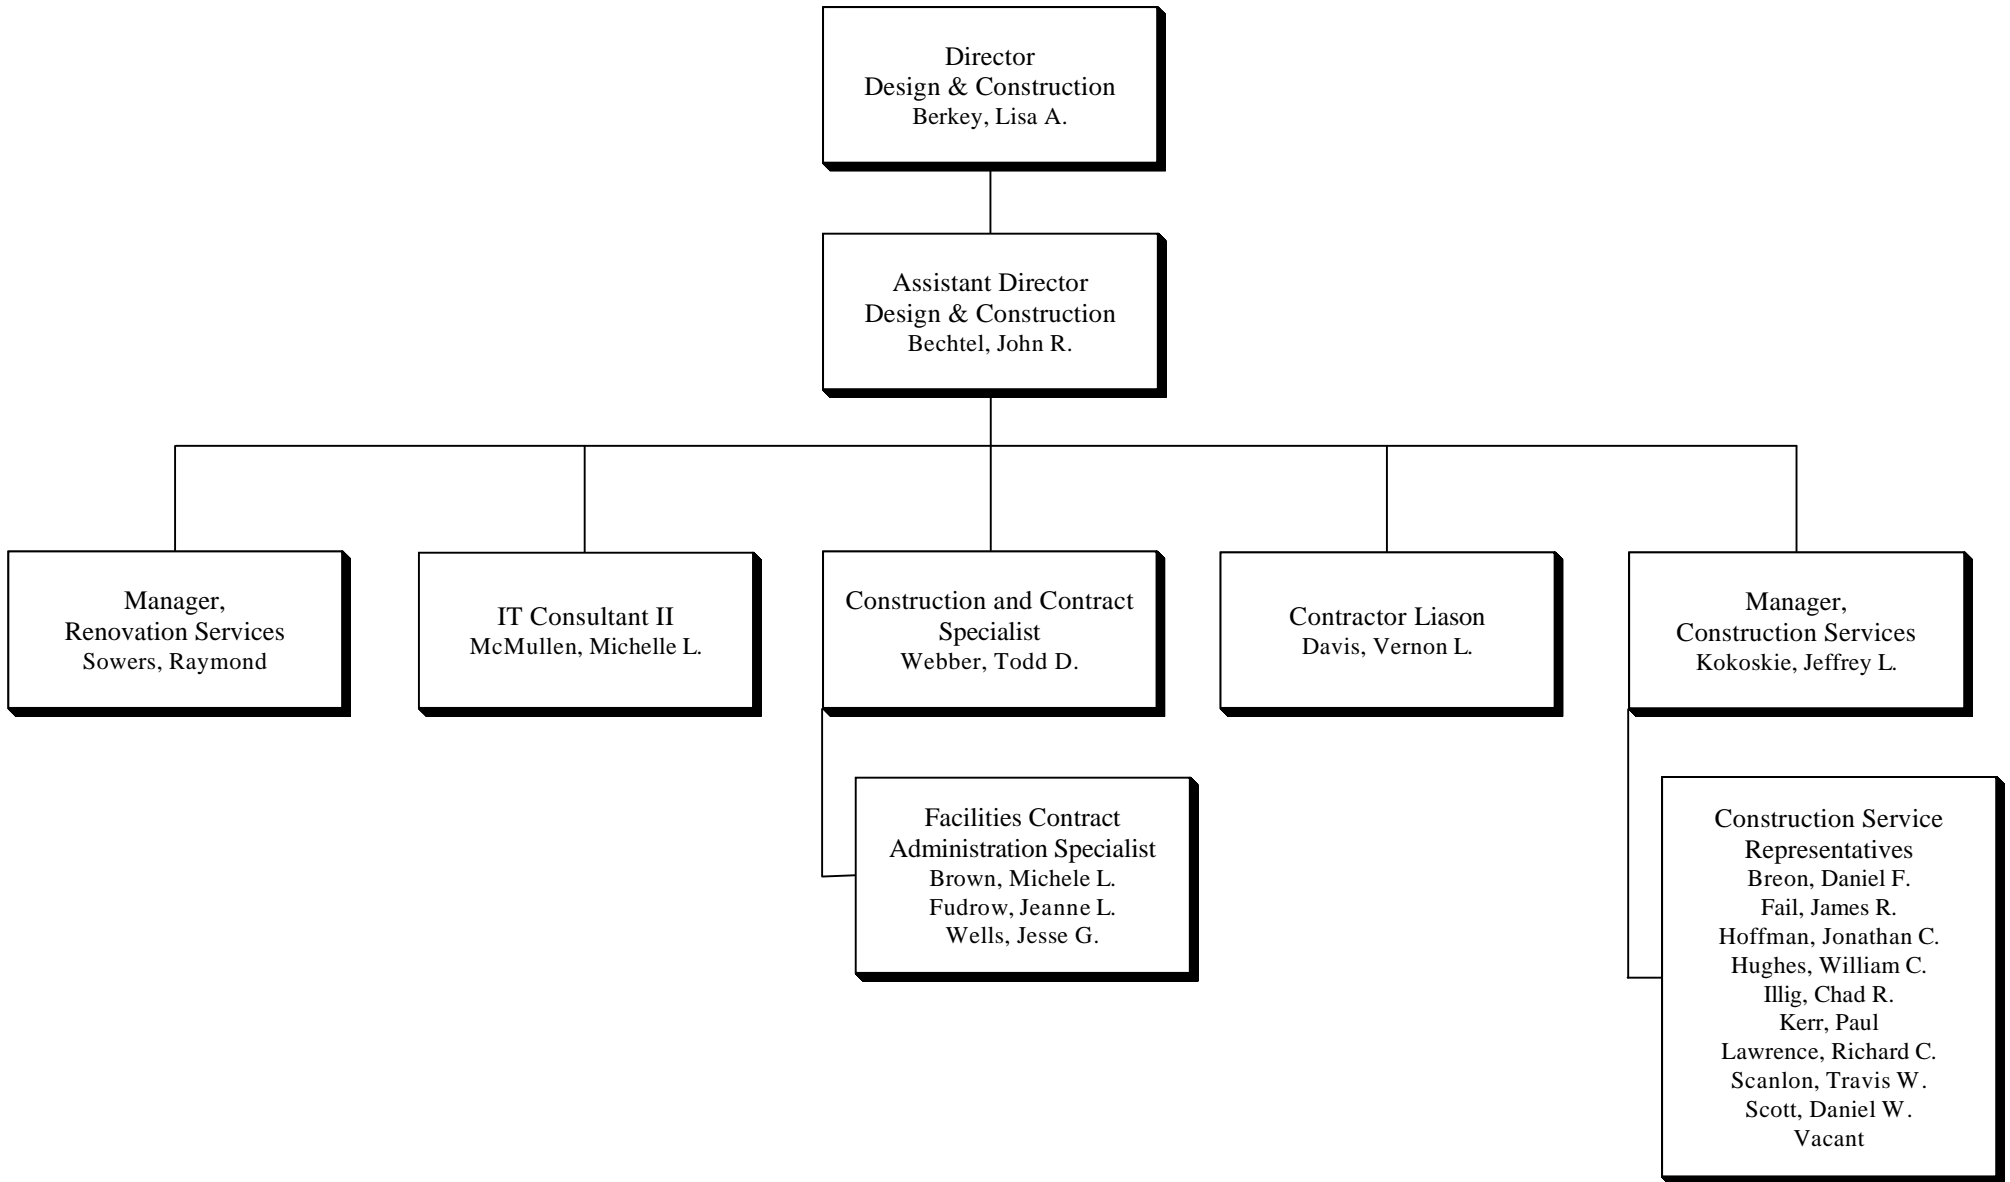 Director
Design & Construction
Berkey, Lisa A.
Assistant Director
Design & Construction
Bechtel, John R.
Manager,
Renovation Services
Sowers, Raymond
IT Consultant II
McMullen, Michelle L.
Construction and Contract
Specialist
Webber, Todd D.
Contractor Liason
Davis, Vernon L.
Manager,
Construction Services
Kokoskie, Jeffrey L.
Facilities Contract
Administration Specialist
Brown, Michele L.
Fudrow, Jeanne L.
Wells, Jesse G.
Construction Service
Representatives
Breon, Daniel F.
Fail, James R.
Hoffman, Jonathan C.
Hughes, William C.
Illig, Chad R.
Kerr, Paul
Lawrence, Richard C.
Scanlon, Travis W.
Scott, Daniel W.
Vacant